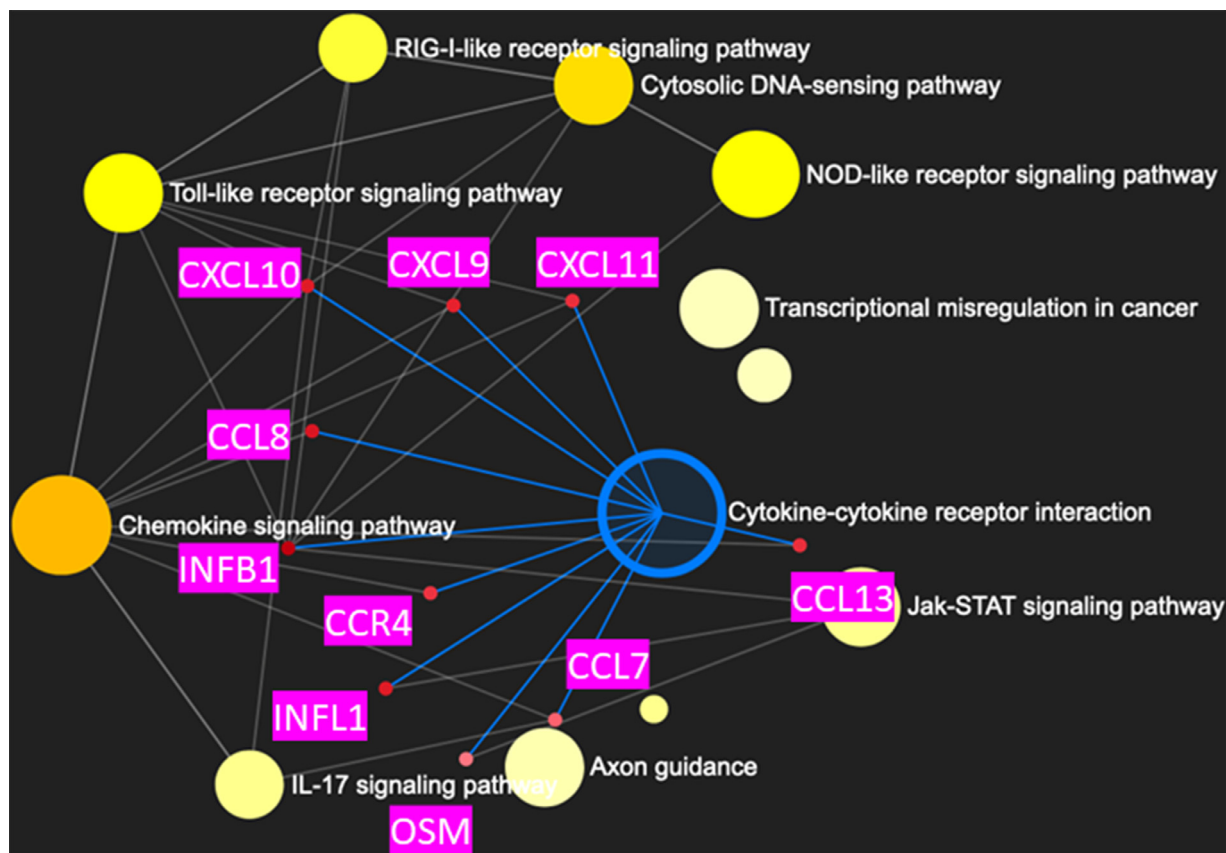 RIG-I-like receptor signaling pathway
Cytosolic DNA-sensing pathway
NOD-like receptor signaling pathway
Toll-like receptor signaling pathway
CXCL10
CXCL9
CXCL11
Transcriptional misregulation in cancer
CCL8
Cytokine-cytokine receptor interaction
Chemokine signaling pathway
INFB1
CCR4
CCL13
Jak-STAT signaling pathway
CCL7
INFL1
Axon guidance
IL-17 signaling pathway
OSM